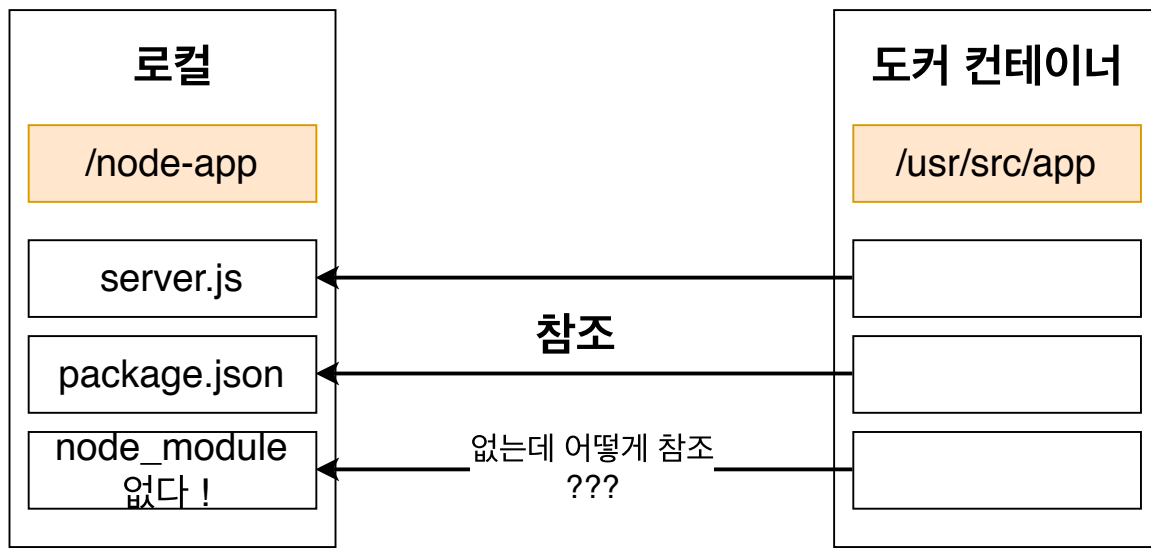 로컬
도커 컨테이너
/node-app
/usr/src/app
server.js
참조
package.json
node_module
없다 !
없는데 어떻게 참조
???